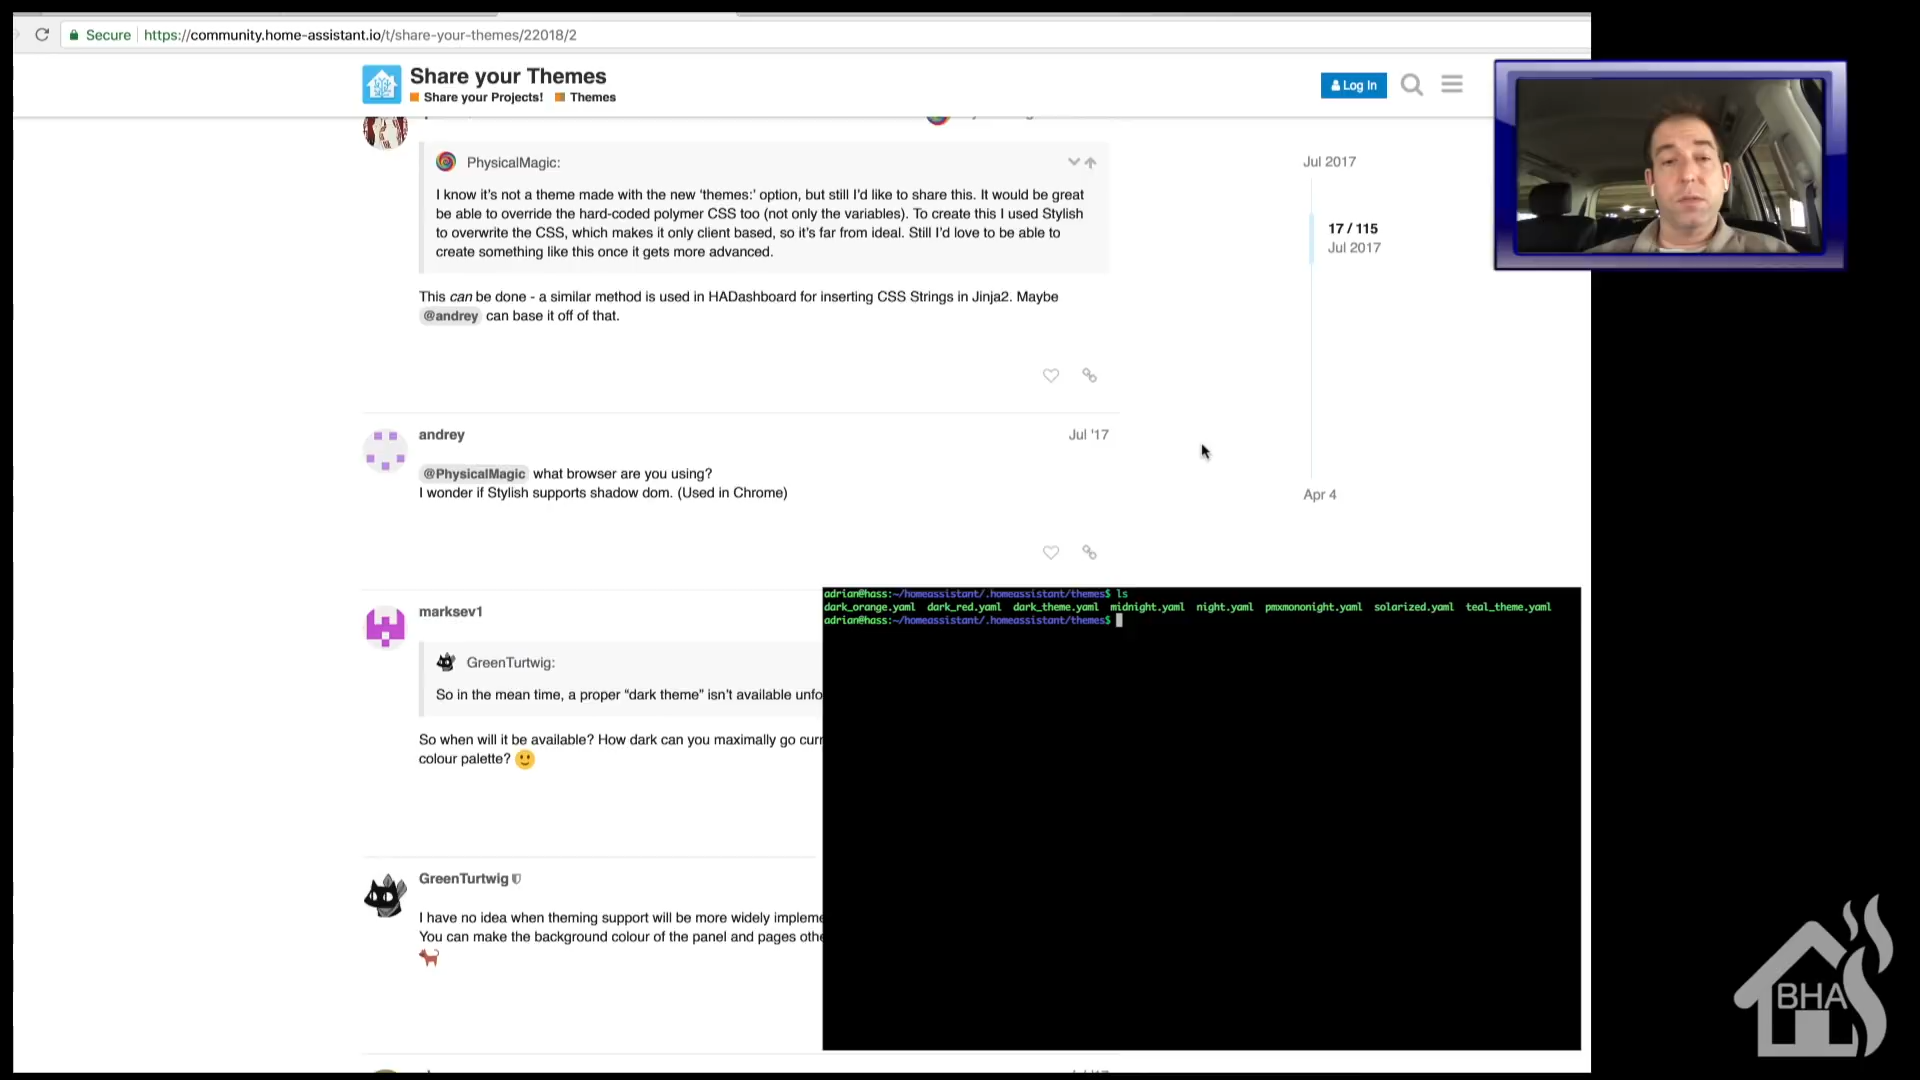 Secure https://community.home-assistant.io/t/share-your-themes/22018/2
Share your Themes
Share your Projects! Themes
Log In
PhysicalMagic:
I know it’s not a theme made with the new 'themes:' option, but still I’d like to share this. It would be great
be able to override the hard-coded polymer CSS too (not only the variables). To create this I used Stylish
to overwrite the CSS, which makes it only client based, so it’s far from ideal. Still I’d love to be able to
create something like this once it gets more advanced.
This can be done - a similar method is used in HADashboard for inserting CSS Strings in Jinja2. Maybe
@andrey can base it off of that.
Jul 2017
17 / 115
Jul 2017
Apr 4
andrey Jul '17
@PhysicalMagic what browser are you using?
I wonder if Stylish supports shadow dom. (Used in Chrome)
marksev1
GreenTurtwig:
So in the mean time, a proper “dark theme” isn’t available unfo
So when will it be available? How dark can you maximally go curr
colour palette?
GreenTurtwig
I have no idea when theming support will be more widely impleme
You can make the background colour of the panel and pages othe
adrian@hass:~/homeassistant/.homeassistant/themes$ ls
dark_orange.yaml dark_red.yaml dark_theme.yaml midnight.yaml night.yaml pmxmononight.yaml solarized.yaml teal_theme.yaml
adrian@hass:~/homeassistant/.homeassistant/themes$
BHA